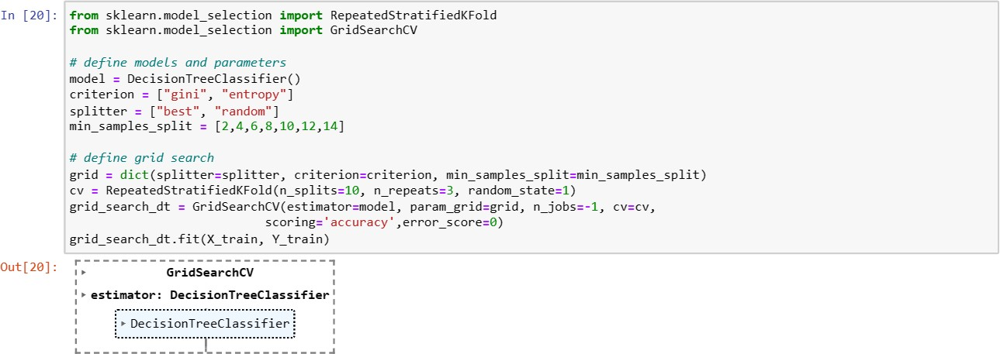 In [20]: from sklearn.model_selection import RepeatedStratifiedKFold
from sklearn.model_selection import GridSearchCV
# define models and parameters
model = DecisionTreeClassifier()
criterion = ["gini", "entropy"]
splitter = ["best", "random"]
min_samples_split = [2,4,6,8,10,12,14]
# define grid search
grid = dict(splitter=splitter, criterion=criterion, min_samples_split=min_samples_split)
cv = RepeatedStratifiedKFold(n_splits=10, n_repeats=3, random_state=1)
grid_search_dt = GridSearchCV(estimator=model, param_grid=grid, n_jobs=-1, cv=cv,
scoring='accuracy',error_score=0)
grid_search_dt.fit(X_train, Y_train)
Out[20]: GridSearchCV
estimator: DecisionTreeClassifier
DecisionTreeClassifier